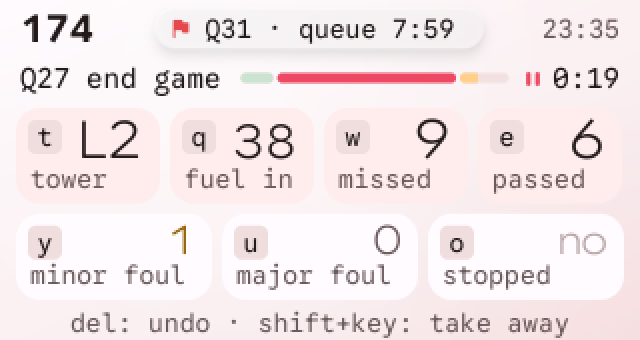 174 Q31 · queue 7:59 23:35
Q27 end game 0:19
t L2 q 38 w 9 e 6
tower fuel in missed passed
y 1 u 0 o no
minor foul major foul stopped
del: undo · shift+key: take away